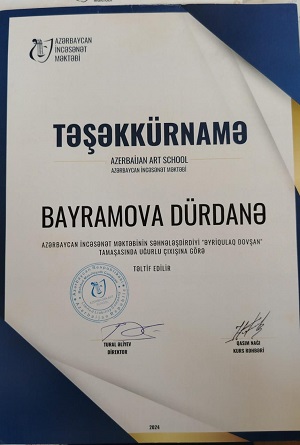 AZƏRBAYCAN
İNCƏSƏNƏT
MƏKTƏBİ
TƏŞƏKKÜRNAMƏ
AZERBAIJAN ART SCHOOL
AZƏRBAYCAN İNCƏSƏNƏT MƏKTƏBİ
BAYRAMOVA DÜRDANƏ
AZƏRBAYCAN İNCƏSƏNƏT MƏKTƏBİNİN SƏHNƏLƏŞDİRDİYİ "ƏYRİQULAQ DOVŞAN"
TAMAŞASINDA UĞURLU ÇIXIŞINA GÖRƏ
TƏLTİF EDİLİR
TURAL ƏLİYEV
DİREKTOR
QASIM NAĞI
KURS RƏHBƏRİ
2024